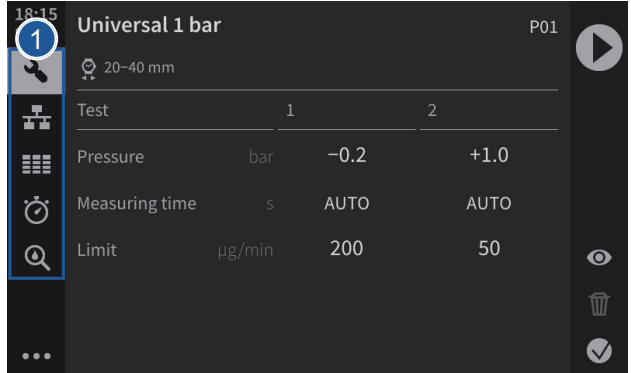 18:15
1
Universal 1 bar P01
20–40 mm
Test 1 2
Pressure bar −0.2 +1.0
Measuring time s AUTO AUTO
Limit µg/min 200 50